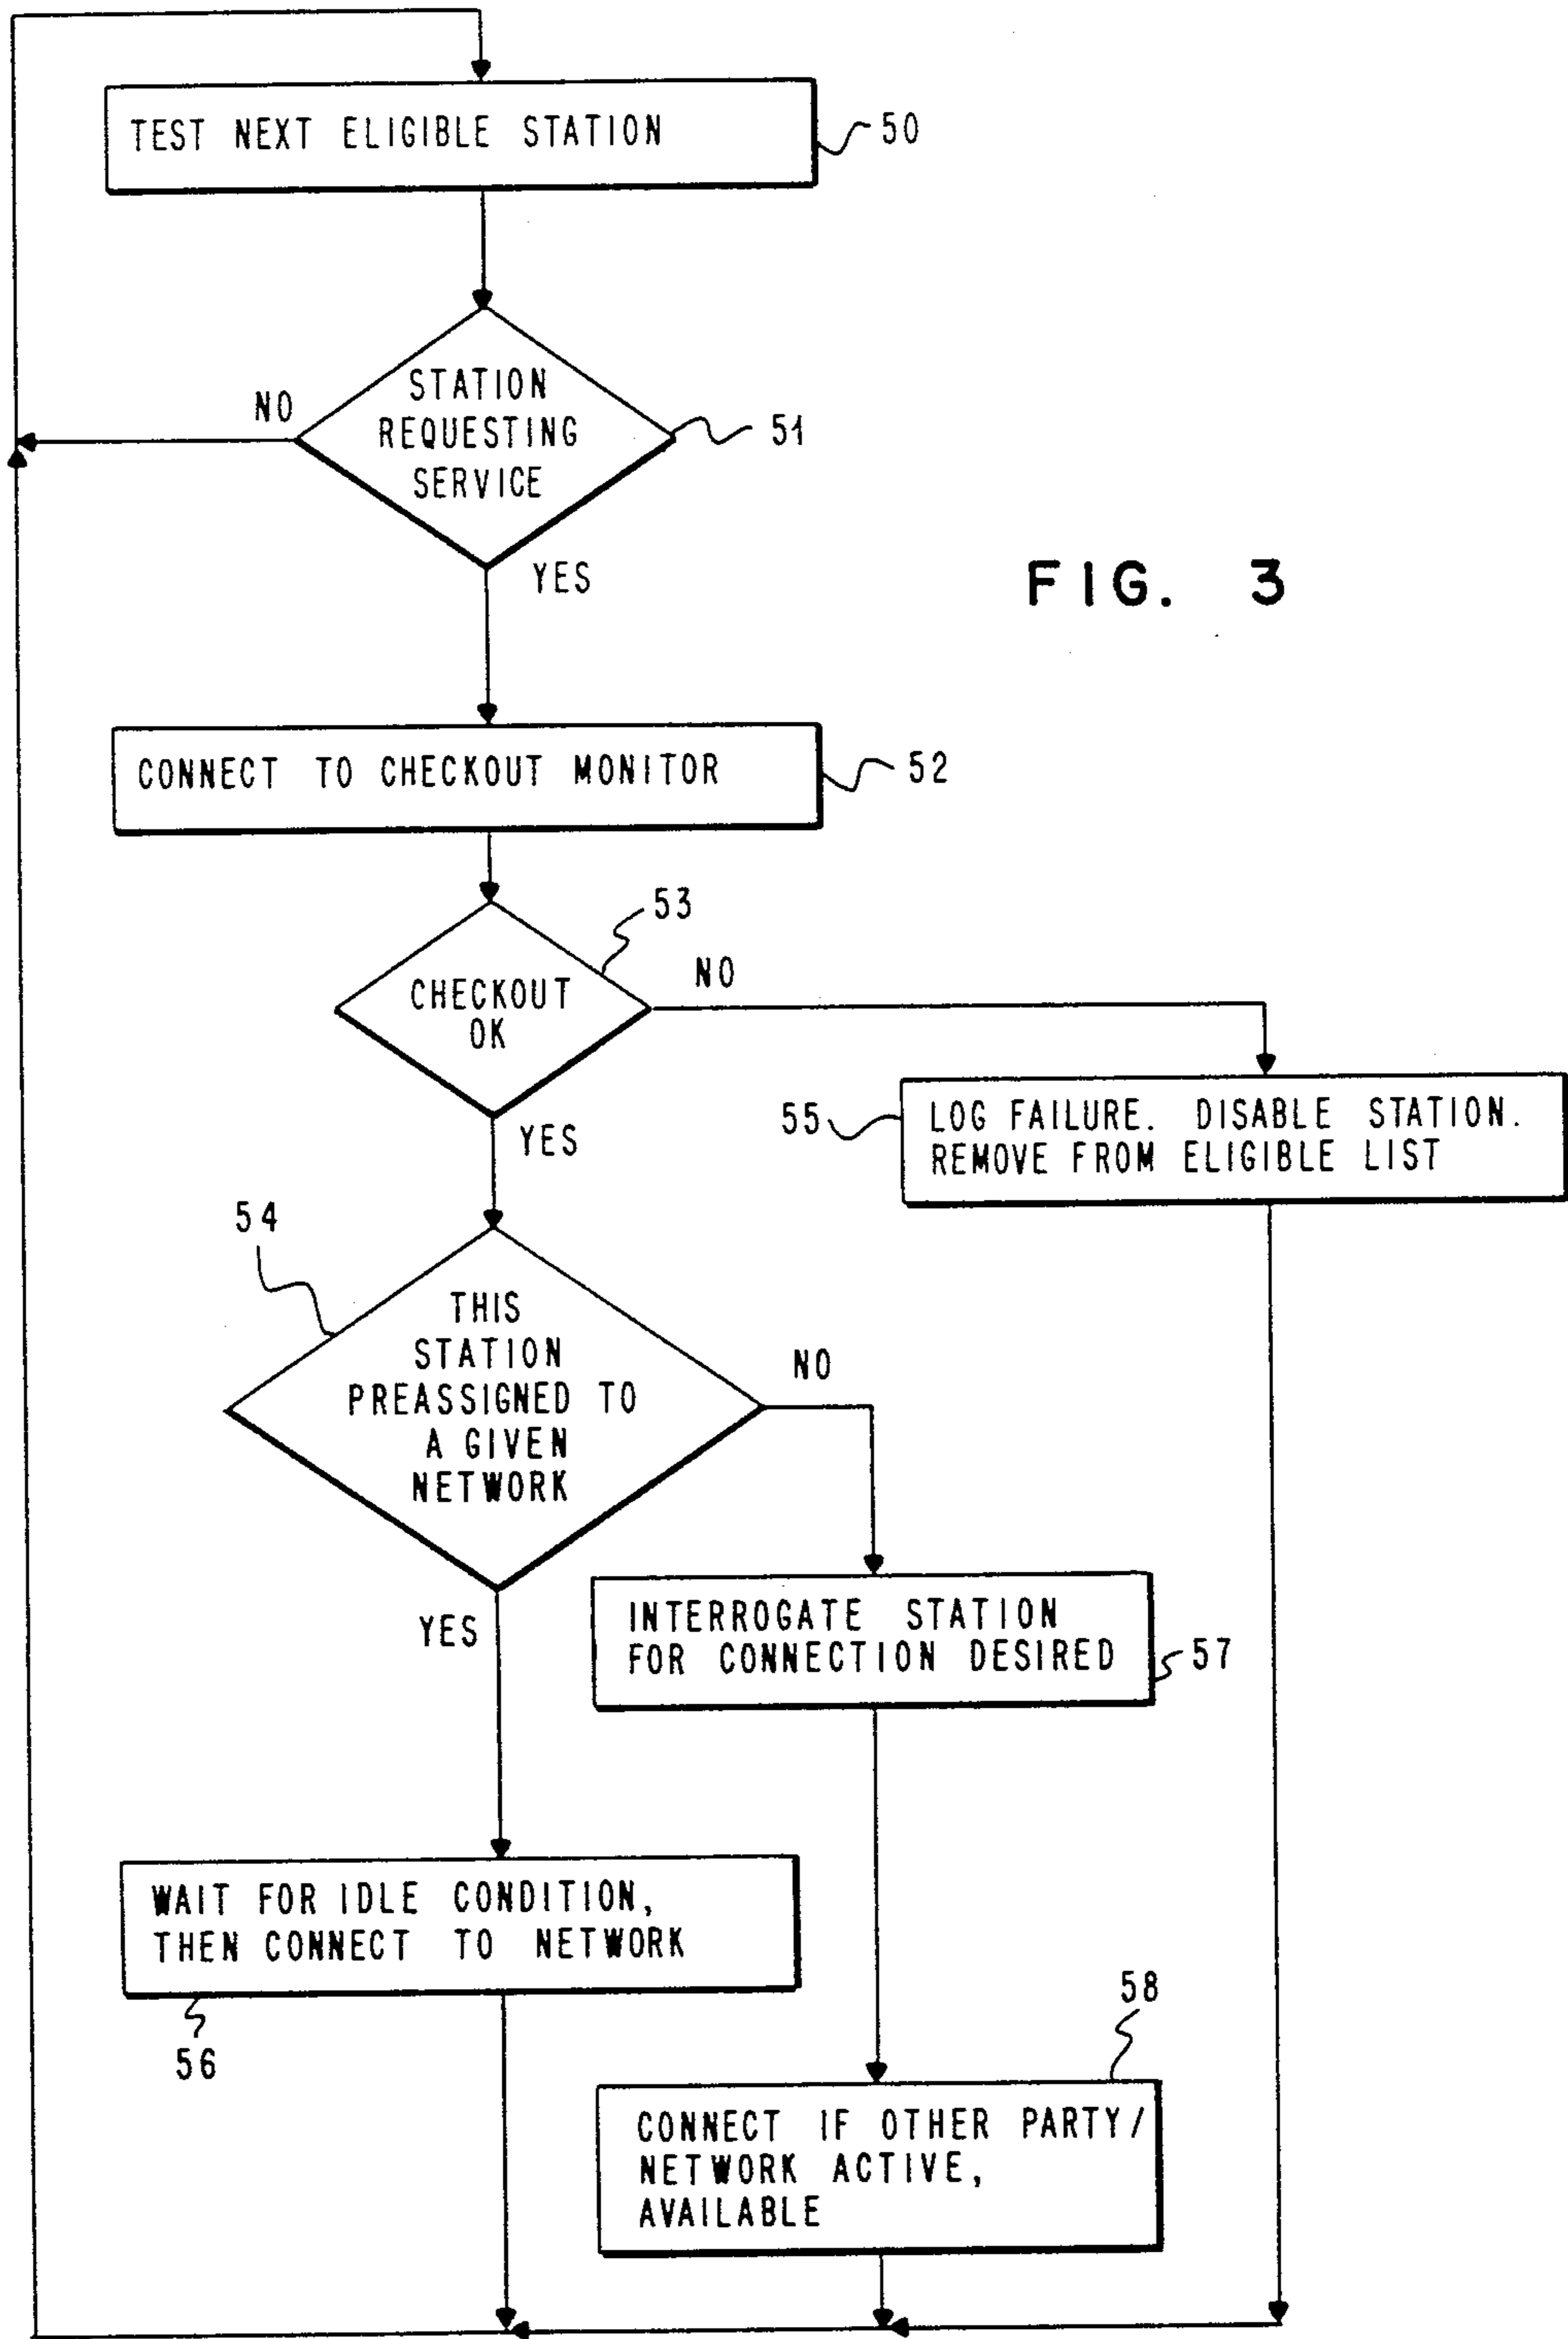 TEST NEXT ELIGIBLE STATION
50
STATION
REQUESTING
SERVICE
51
NO
YES
FIG. 3
CONNECT TO CHECKOUT MONITOR
52
53
CHECKOUT
OK
NO
YES
55
LOG FAILURE. DISABLE STATION.
REMOVE FROM ELIGIBLE LIST
54
THIS
STATION
PREASSIGNED TO
A GIVEN
NETWORK
NO
YES
INTERROGATE STATION
FOR CONNECTION DESIRED
57
WAIT FOR IDLE CONDITION,
THEN CONNECT TO NETWORK
56
58
CONNECT IF OTHER PARTY/
NETWORK ACTIVE,
AVAILABLE